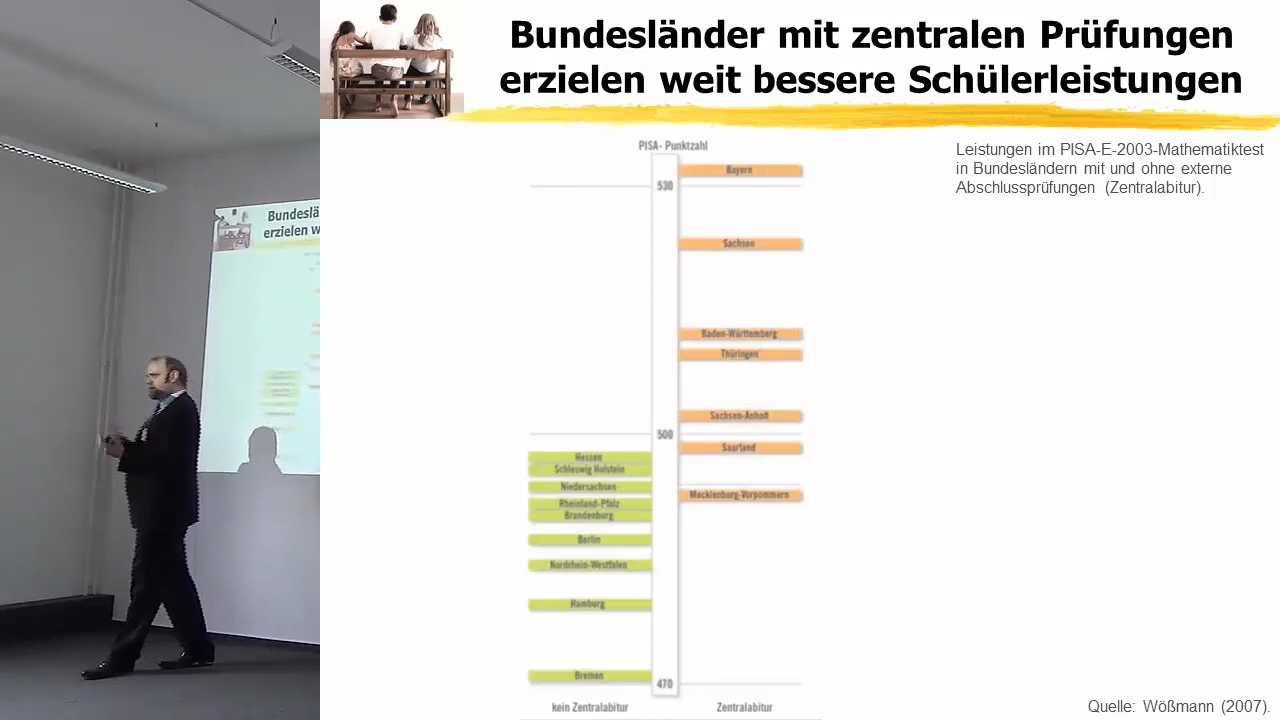 Bundesländer mit zentralen Prüfungen
erzielen weit bessere Schülerleistungen
Leistungen im PISA-E-2003-Mathematiktest
in Bundesländern mit und ohne externe
Abschlussprüfungen (Zentralabitur).
PISA- Punktzahl
Bayern
530
Sachsen
Baden-Württemberg
Thüringen
Sachsen-Anhalt
500
Saarland
Hessen
Schleswig Holstein
Niedersachsen
Mecklenburg-Vorpommern
Rheinland-Pfalz
Brandenburg
Berlin
Nordrhein-Westfalen
Hamburg
Bremen
470
kein Zentralabitur
Zentralabitur
Quelle: Wößmann (2007).
Bundeslä
erzielen w